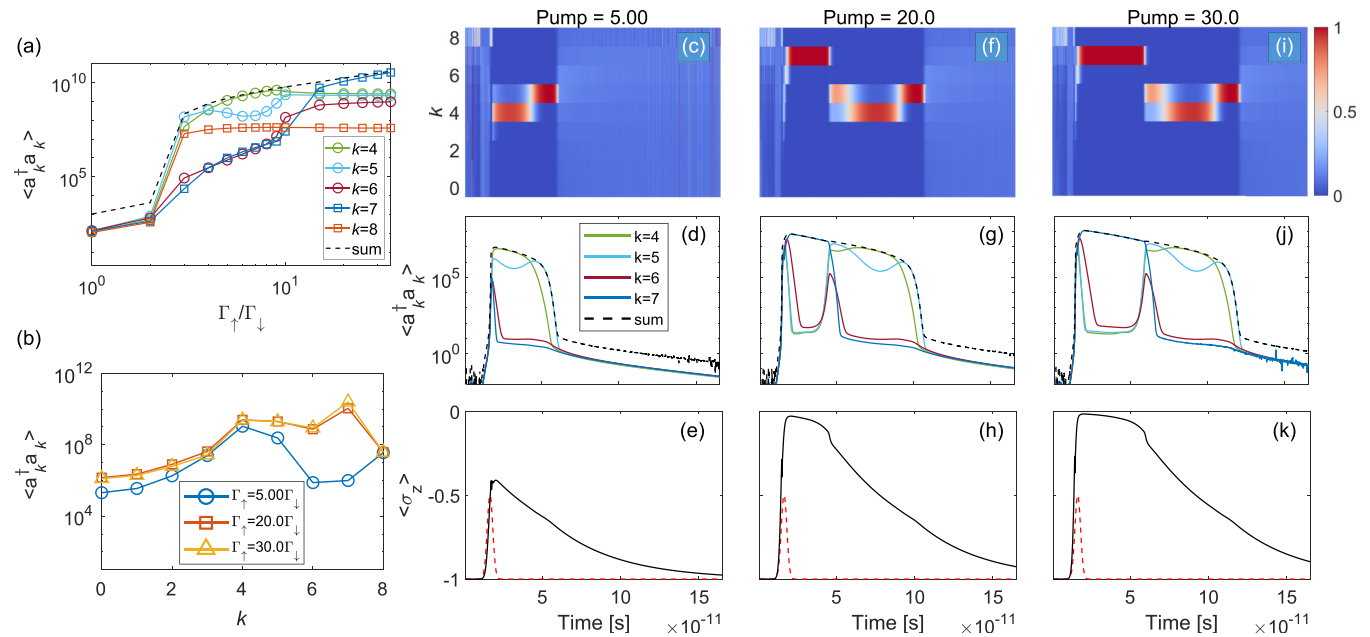 (a)
10^10
10^5
<a_k^† a_k>
k=4
k=5
k=6
k=7
k=8
sum
10^0
10^1
Γ↑/Γ↓
(b)
10^12
10^8
10^4
<a_k^† a_k>
Γ↑=5.00Γ↓
Γ↑=20.0Γ↓
Γ↑=30.0Γ↓
0
2
4
6
8
k
Pump = 5.00
Pump = 20.0
Pump = 30.0
(c)
(f)
(i)
8
6
4
2
0
k
1
0.5
0
(d)
(g)
(j)
10^5
10^0
<a_k^† a_k>
k=4
k=5
k=6
k=7
sum
(e)
(h)
(k)
0
-0.5
-1
<σ_z>
5
10
15
5
10
15
5
10
15
Time [s]
×10^-11
Time [s]
×10^-11
Time [s]
×10^-11